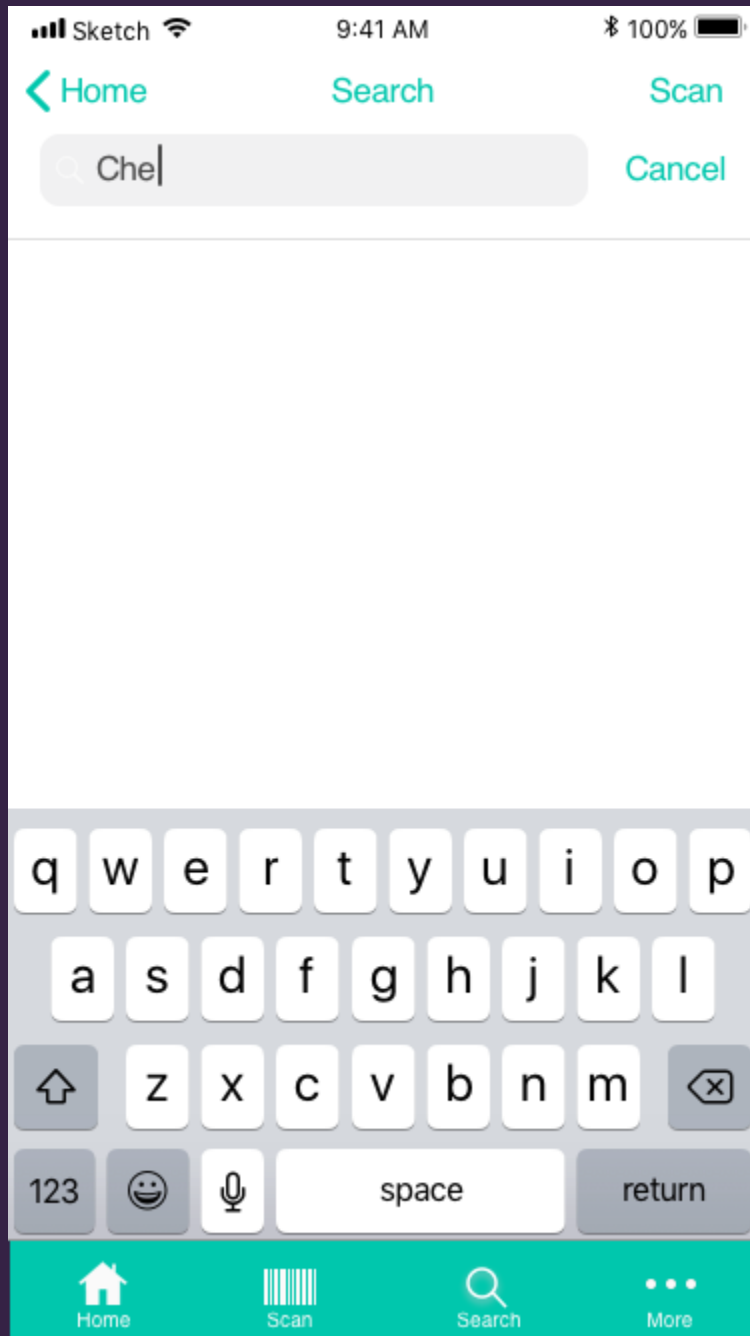 Sketch 9:41 AM 100%
Home Search Scan
Che Cancel
q w e r t y u i o p
a s d f g h j k l
z x c v b n m
123 space return
Home Scan Search More